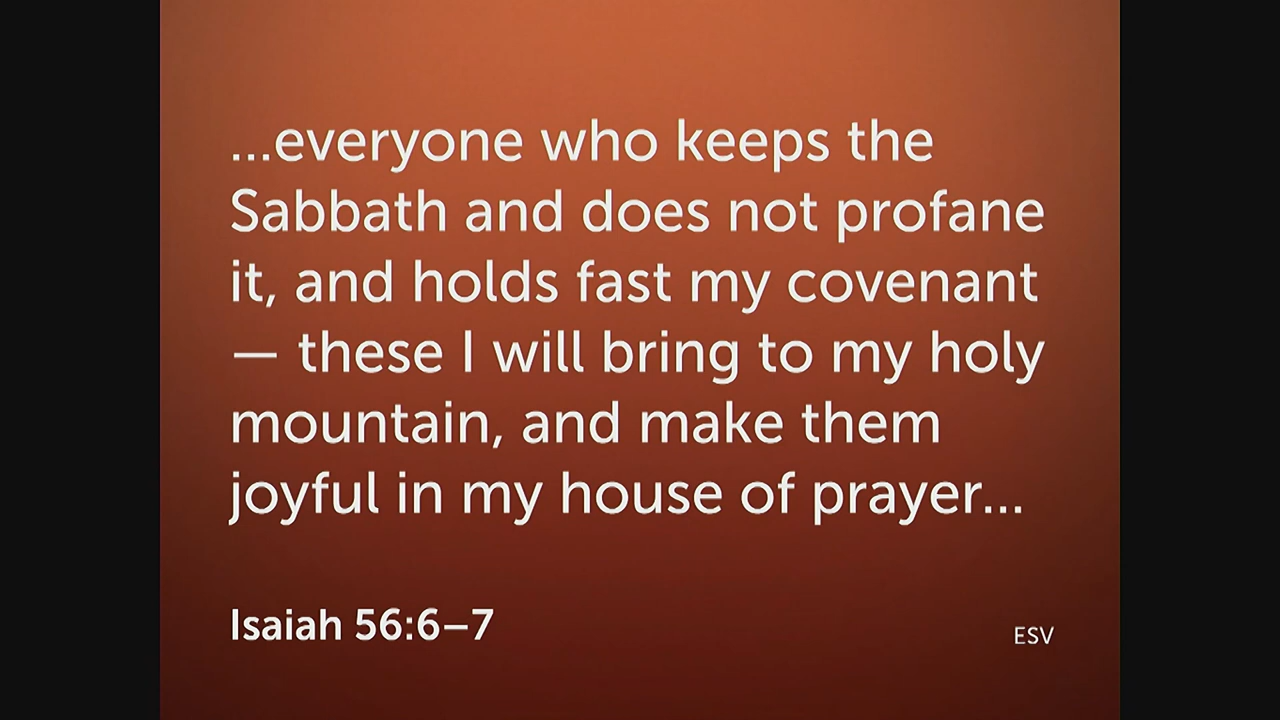 ...everyone who keeps the
Sabbath and does not profane
it, and holds fast my covenant
— these I will bring to my holy
mountain, and make them
joyful in my house of prayer...
Isaiah 56:6–7
ESV